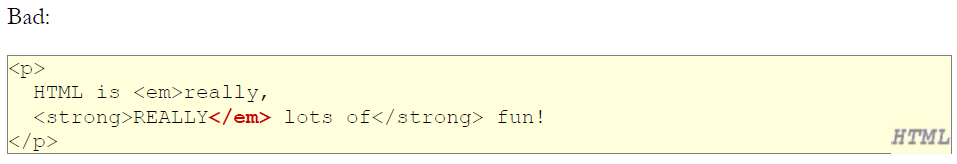 Bad:
<p>
  HTML is <em>really,
  <strong>REALLY</em> lots of</strong> fun!
</p>
HTML